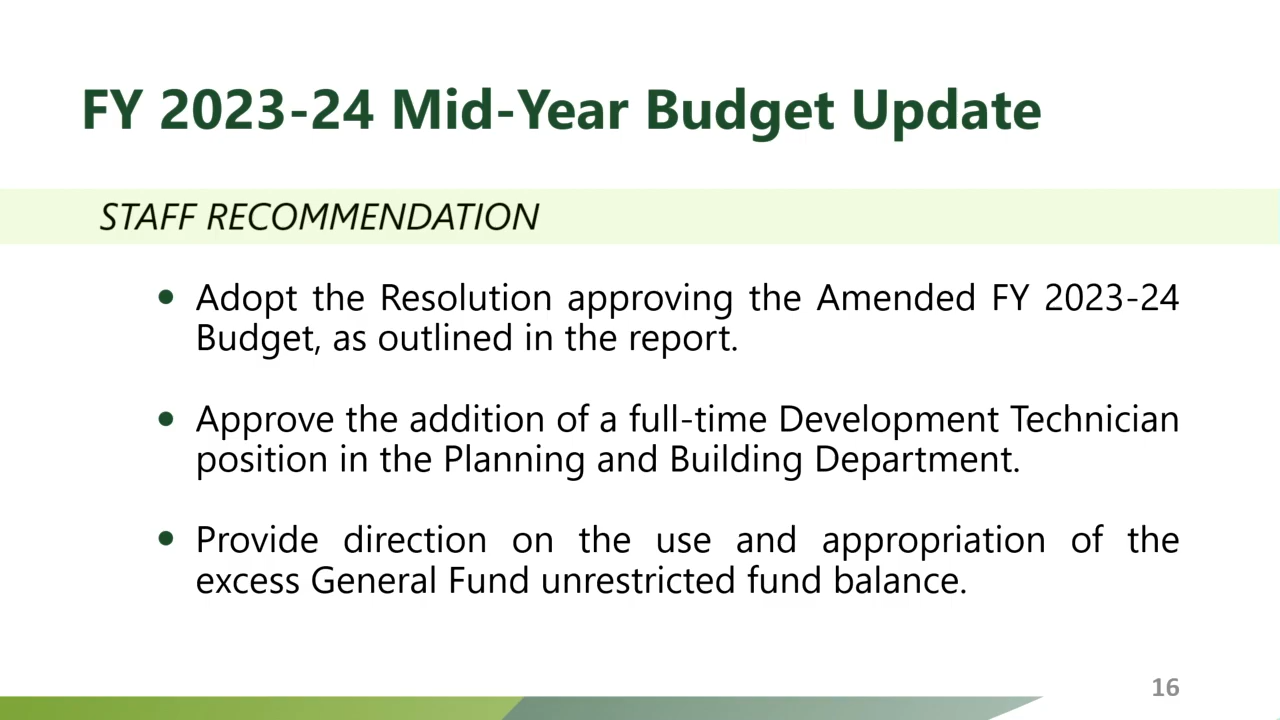 FY 2023-24 Mid-Year Budget Update
STAFF RECOMMENDATION
• Adopt the Resolution approving the Amended FY 2023-24
Budget, as outlined in the report.
• Approve the addition of a full-time Development Technician
position in the Planning and Building Department.
• Provide direction on the use and appropriation of the
excess General Fund unrestricted fund balance.
16